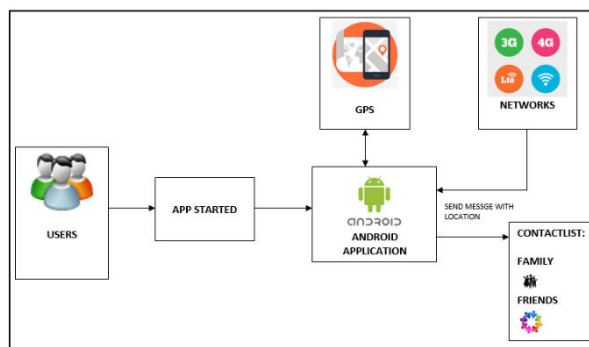 3G
4G
Lte
GPS
NETWORKS
USERS
APP STARTED
ANDROID
ANDROID
APPLICATION
SEND MESSGE WITH
LOCATION
CONTACTLIST:
FAMILY
FRIENDS